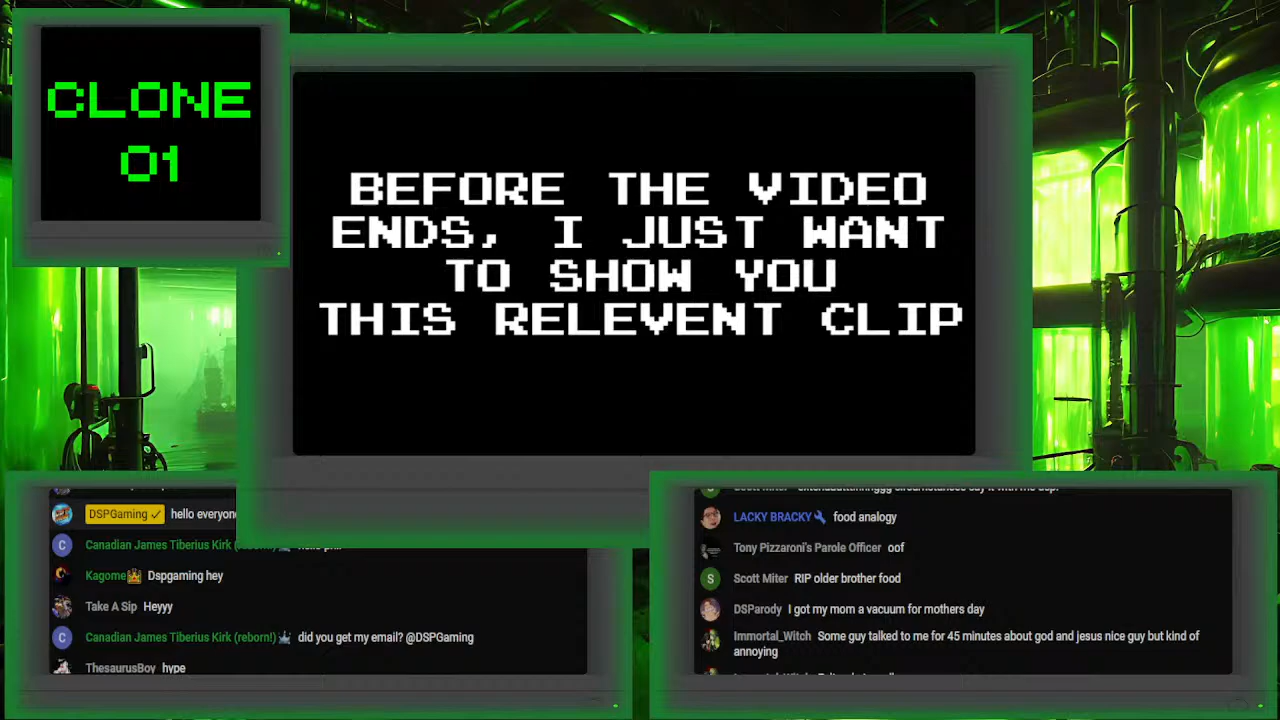 CLONE
01
BEFORE THE VIDEO
ENDS, I JUST WANT
TO SHOW YOU
THIS RELEVENT CLIP
DSPGaming hello everyone
Canadian James Tiberius Kirk (reborn!)
Kagome Dspgaming hey
Take A Sip Heyyy
Canadian James Tiberius Kirk (reborn!) did you get my email? @DSPGaming
ThesaurusBoy hype
LACKY BRACKY food analogy
Tony Pizzaroni's Parole Officer oof
Scott Miter RIP older brother food
DSParody I got my mom a vacuum for mothers day
Immortal_Witch Some guy talked to me for 45 minutes about god and jesus nice guy but kind of
annoying